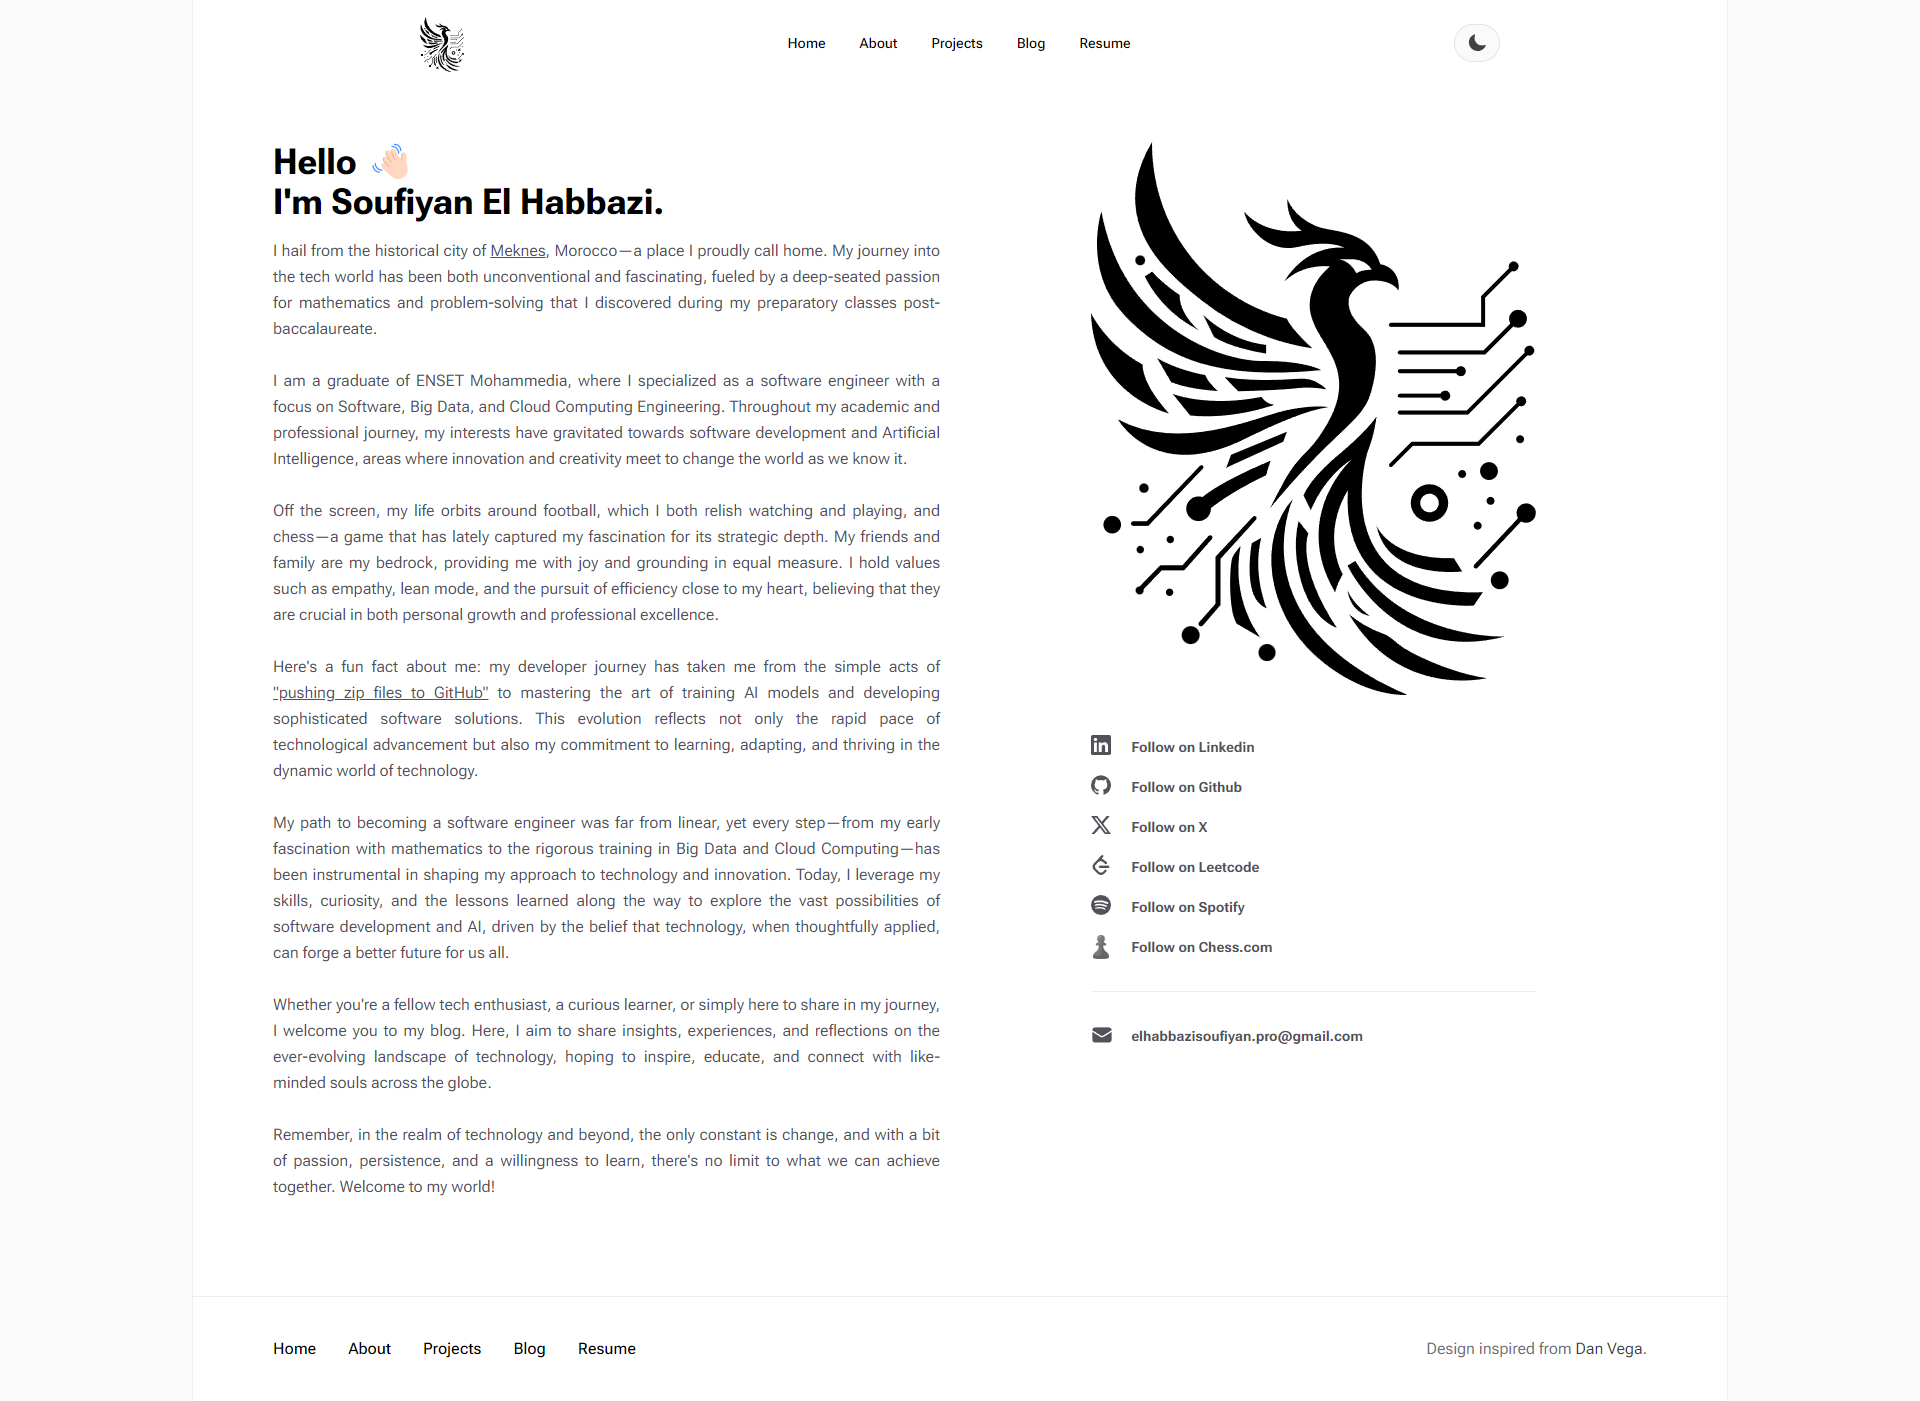 Home About Projects Blog Resume
Hello
I'm Soufiyan El Habbazi.
I hail from the historical city of Meknes, Morocco—a place I proudly call home. My journey into
the tech world has been both unconventional and fascinating, fueled by a deep-seated passion
for mathematics and problem-solving that I discovered during my preparatory classes post-
baccalaureate.
I am a graduate of ENSET Mohammedia, where I specialized as a software engineer with a
focus on Software, Big Data, and Cloud Computing Engineering. Throughout my academic and
professional journey, my interests have gravitated towards software development and Artificial
Intelligence, areas where innovation and creativity meet to change the world as we know it.
Off the screen, my life orbits around football, which I both relish watching and playing, and
chess—a game that has lately captured my fascination for its strategic depth. My friends and
family are my bedrock, providing me with joy and grounding in equal measure. I hold values
such as empathy, lean mode, and the pursuit of efficiency close to my heart, believing that they
are crucial in both personal growth and professional excellence.
Here's a fun fact about me: my developer journey has taken me from the simple acts of
"pushing zip files to GitHub" to mastering the art of training AI models and developing
sophisticated software solutions. This evolution reflects not only the rapid pace of
technological advancement but also my commitment to learning, adapting, and thriving in the
dynamic world of technology.
My path to becoming a software engineer was far from linear, yet every step—from my early
fascination with mathematics to the rigorous training in Big Data and Cloud Computing—has
been instrumental in shaping my approach to technology and innovation. Today, I leverage my
skills, curiosity, and the lessons learned along the way to explore the vast possibilities of
software development and AI, driven by the belief that technology, when thoughtfully applied,
can forge a better future for us all.
Whether you're a fellow tech enthusiast, a curious learner, or simply here to share in my journey,
I welcome you to my blog. Here, I aim to share insights, experiences, and reflections on the
ever-evolving landscape of technology, hoping to inspire, educate, and connect with like-
minded souls across the globe.
Remember, in the realm of technology and beyond, the only constant is change, and with a bit
of passion, persistence, and a willingness to learn, there's no limit to what we can achieve
together. Welcome to my world!
Follow on Linkedin
Follow on Github
Follow on X
Follow on Leetcode
Follow on Spotify
Follow on Chess.com
elhabbazisoufiyan.pro@gmail.com
Home About Projects Blog Resume
Design inspired from Dan Vega.